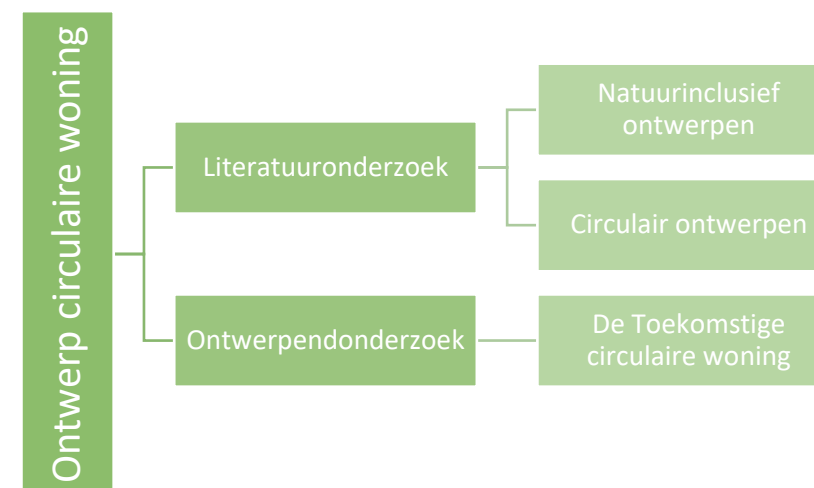 Ontwerp circulaire woning
Literatuuronderzoek
Natuurinclusief
ontwerpen
Circulair ontwerpen
Ontwerpendonderzoek
De Toekomstige
circulaire woning